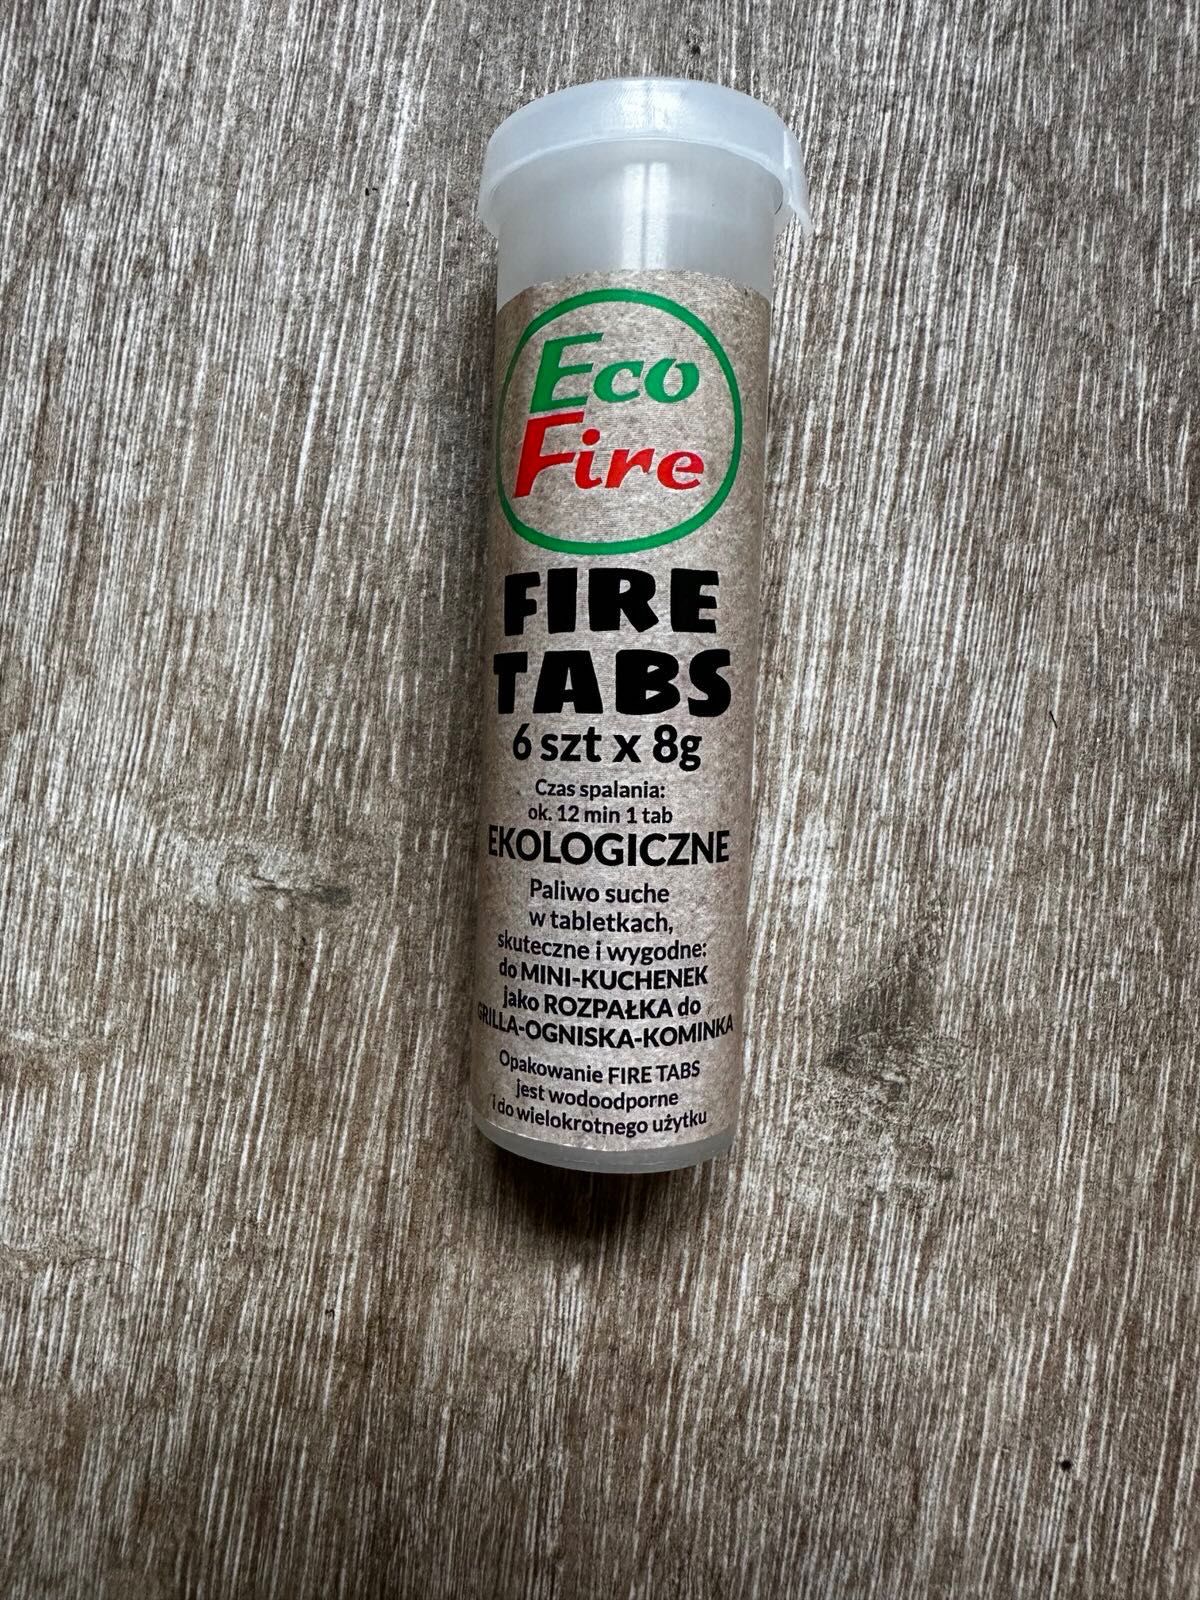 Eco
Fire
FIRE
TABS
6 szt x 8g
Czas spalania:
ok. 12 min 1 tab
EKOLOGICZNE
Paliwo suche
w tabletkach,
skuteczne i wygodne:
do MINI-KUCHENEK
jako ROZPAŁKA do
GRILLA-OGNISKA-KOMINKA
Opakowanie FIRE TABS
jest wodoodporne
i do wielokrotnego użytku